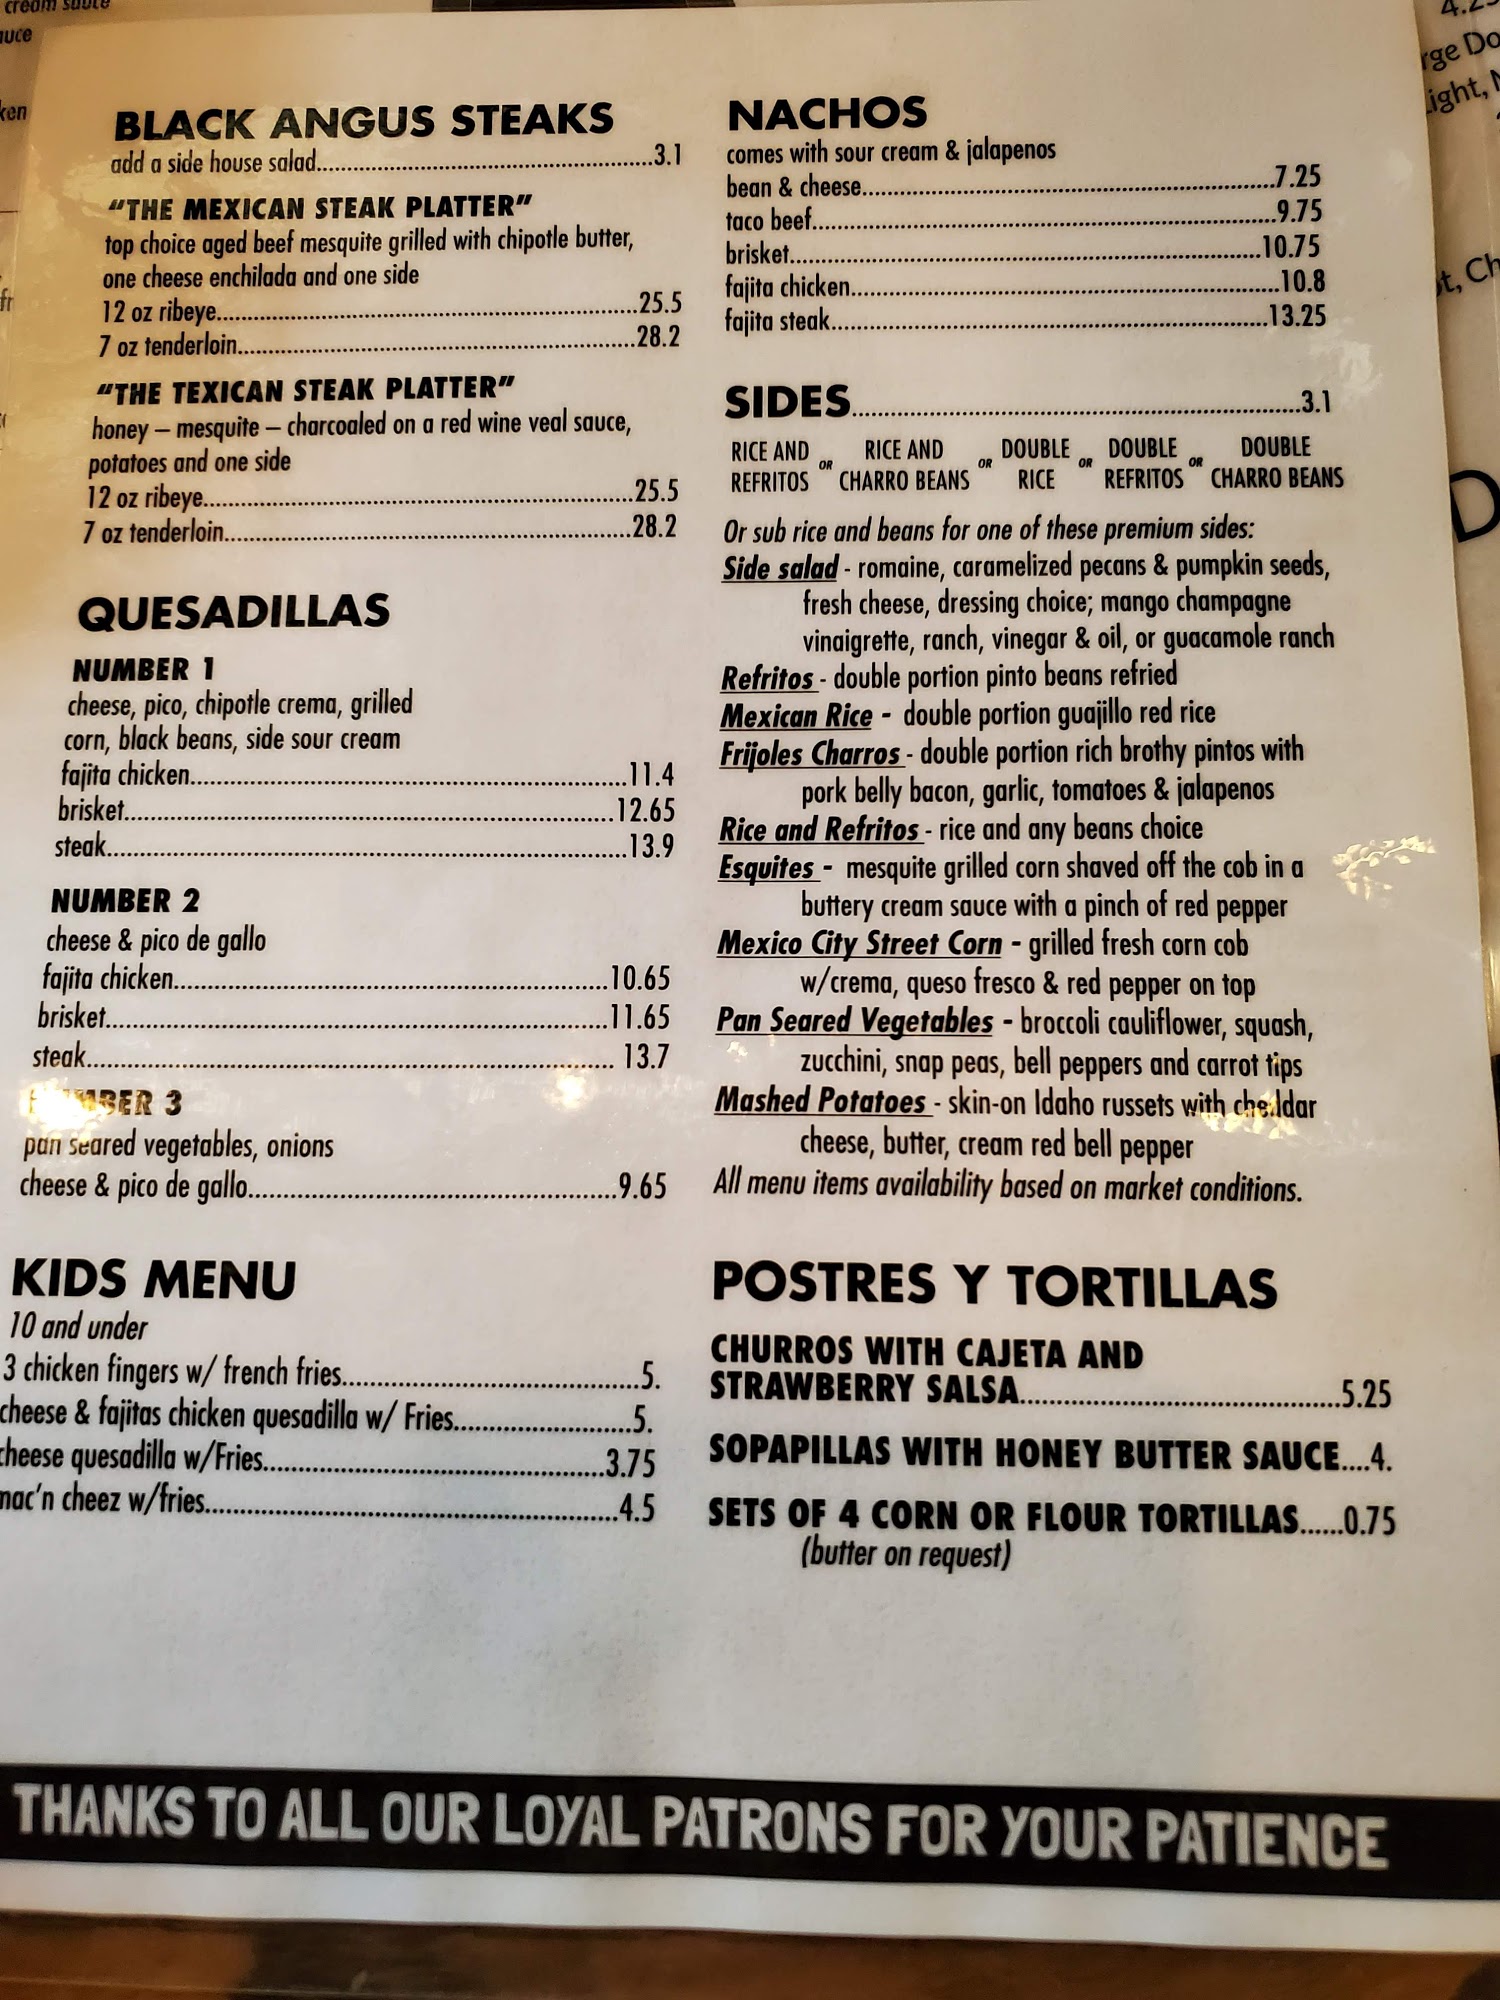 cream sauce
auce
ken
fr
BLACK ANGUS STEAKS
add a side house salad 3.1
"THE MEXICAN STEAK PLATTER"
top choice aged beef mesquite grilled with chipotle butter,
one cheese enchilada and one side
12 oz ribeye 25.5
7 oz tenderloin 28.2
"THE TEXICAN STEAK PLATTER"
honey – mesquite – charcoaled on a red wine veal sauce,
potatoes and one side
12 oz ribeye 25.5
7 oz tenderloin 28.2
QUESADILLAS
NUMBER 1
cheese, pico, chipotle crema, grilled
corn, black beans, side sour cream
fajita chicken 11.4
brisket 12.65
steak 13.9
NUMBER 2
cheese & pico de gallo
fajita chicken 10.65
brisket 11.65
steak 13.7
NUMBER 3
pan seared vegetables, onions
cheese & pico de gallo 9.65
KIDS MENU
10 and under
3 chicken fingers w/ french fries 5.
cheese & fajitas chicken quesadilla w/ Fries 5.
cheese quesadilla w/Fries 3.75
mac'n cheez w/fries 4.5
NACHOS
comes with sour cream & jalapenos
bean & cheese 7.25
taco beef 9.75
brisket 10.75
fajita chicken 10.8
fajita steak 13.25
SIDES 3.1
RICE AND REFRITOS OR RICE AND CHARRO BEANS OR DOUBLE RICE OR DOUBLE REFRITOS OR DOUBLE CHARRO BEANS
Or sub rice and beans for one of these premium sides:
Side salad - romaine, caramelized pecans & pumpkin seeds,
fresh cheese, dressing choice; mango champagne
vinaigrette, ranch, vinegar & oil, or guacamole ranch
Refritos - double portion pinto beans refried
Mexican Rice - double portion guajillo red rice
Frijoles Charros - double portion rich brothy pintos with
pork belly bacon, garlic, tomatoes & jalapenos
Rice and Refritos - rice and any beans choice
Esquites - mesquite grilled corn shaved off the cob in a
buttery cream sauce with a pinch of red pepper
Mexico City Street Corn - grilled fresh corn cob
w/crema, queso fresco & red pepper on top
Pan Seared Vegetables - broccoli cauliflower, squash,
zucchini, snap peas, bell peppers and carrot tips
Mashed Potatoes - skin-on Idaho russets with cheddar
cheese, butter, cream red bell pepper
All menu items availability based on market conditions.
POSTRES Y TORTILLAS
CHURROS WITH CAJETA AND
STRAWBERRY SALSA 5.25
SOPAPILLAS WITH HONEY BUTTER SAUCE 4.
SETS OF 4 CORN OR FLOUR TORTILLAS 0.75
(butter on request)
THANKS TO ALL OUR LOYAL PATRONS FOR YOUR PATIENCE